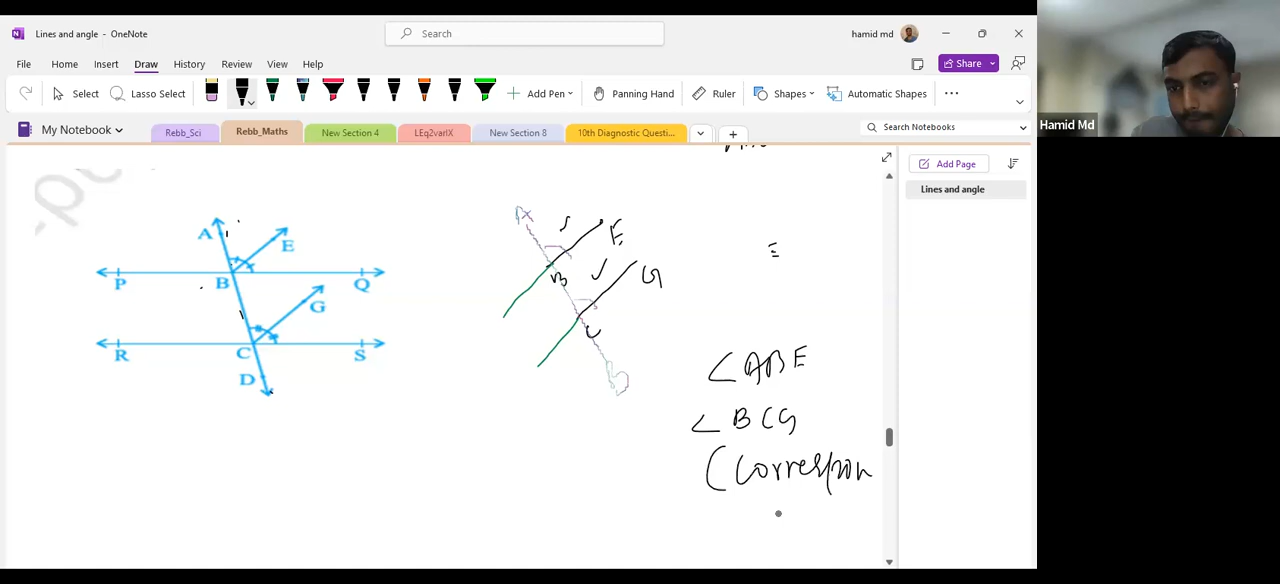 Lines and angle - OneNote
Search
hamid md
File Home Insert Draw History Review View Help
Share
Select Lasso Select Add Pen Panning Hand Ruler Shapes Automatic Shapes
My Notebook Rebb_Sci Rebb_Maths New Section 4 LEq2varIX New Section 8 10th Diagnostic Questi...
Search Notebooks
Hamid Md
Add Page
Lines and angle
A
E
P
B
Q
G
R
C
S
D
E
B
G
C
D
∠ABE
∠BCG
(Correspon